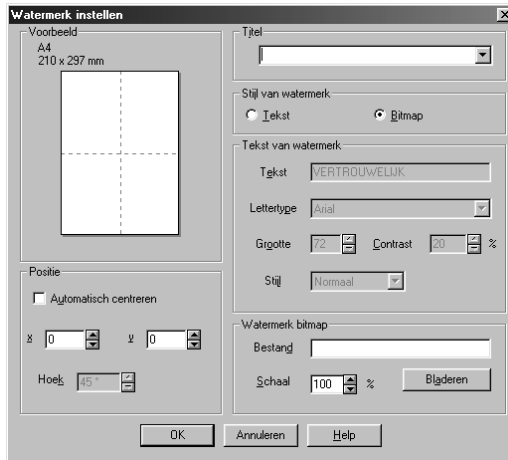 Watermerk instellen
Voorbeeld
A4
210 x 297 mm
Titel
Stijl van watermerk
Tekst
Bitmap
Tekst van watermerk
Tekst VERTROUWELIJK
Lettertype Arial
Grootte 72 Contrast 20 %
Stijl Normaal
Positie
Automatisch centreren
x 0 y 0
Hoek 45 °
Watermerk bitmap
Bestand
Schaal 100 % Bladeren
OK Annuleren Help